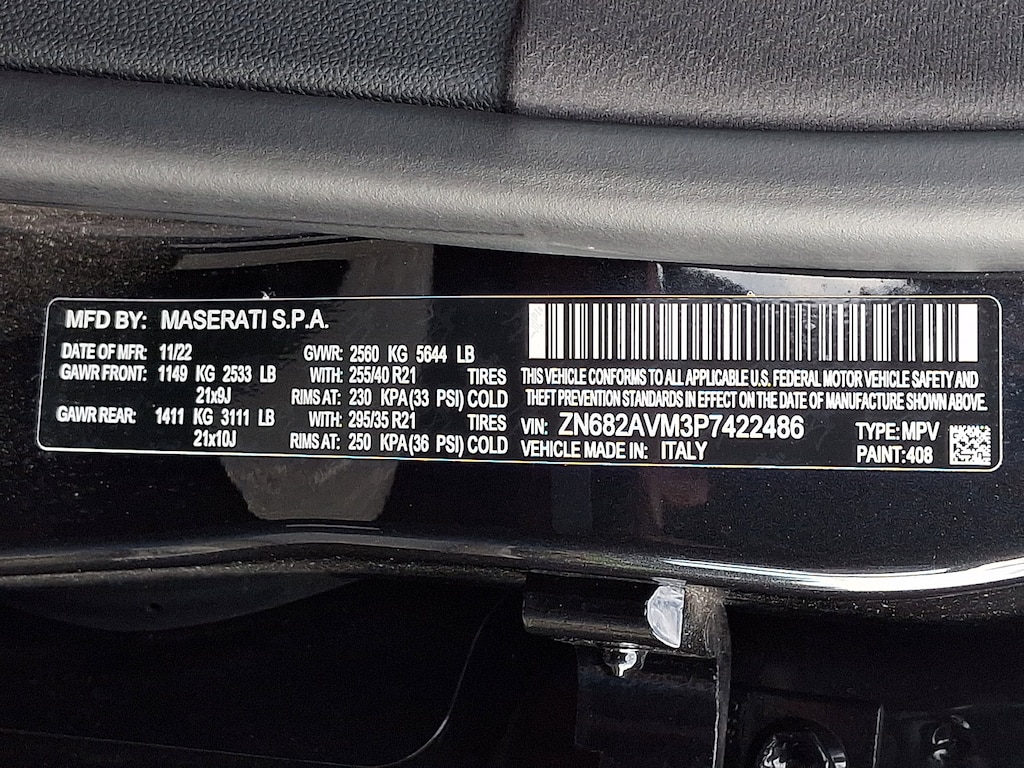 MFD BY: MASERATI S.P.A.
DATE OF MFR: 11/22 GVWR: 2560 KG 5644 LB
GAWR FRONT: 1149 KG 2533 LB WITH: 255/40 R21 TIRES
21x9J RIMS AT: 230 KPA (33 PSI) COLD
GAWR REAR: 1411 KG 3111 LB WITH: 295/35 R21 TIRES
21x10J RIMS AT: 250 KPA (36 PSI) COLD
THIS VEHICLE CONFORMS TO ALL APPLICABLE U.S. FEDERAL MOTOR VEHICLE SAFETY AND
THEFT PREVENTION STANDARDS IN EFFECT ON THE DATE OF MANUFACTURE SHOWN ABOVE.
VIN: ZN682AVM3P7422486 TYPE: MPV
VEHICLE MADE IN: ITALY PAINT: 408